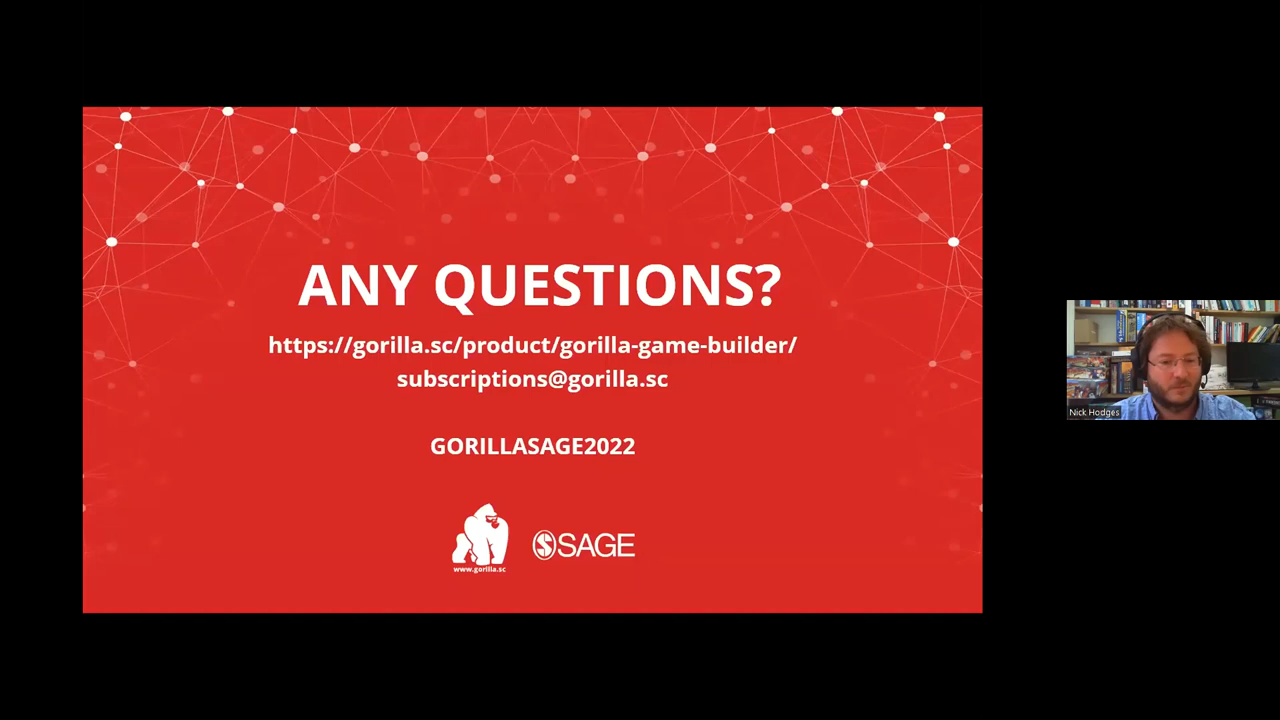 ANY QUESTIONS?
https://gorilla.sc/product/gorilla-game-builder/
subscriptions@gorilla.sc
GORILLASAGE2022
www.gorilla.sc
SAGE
Nick Hodges